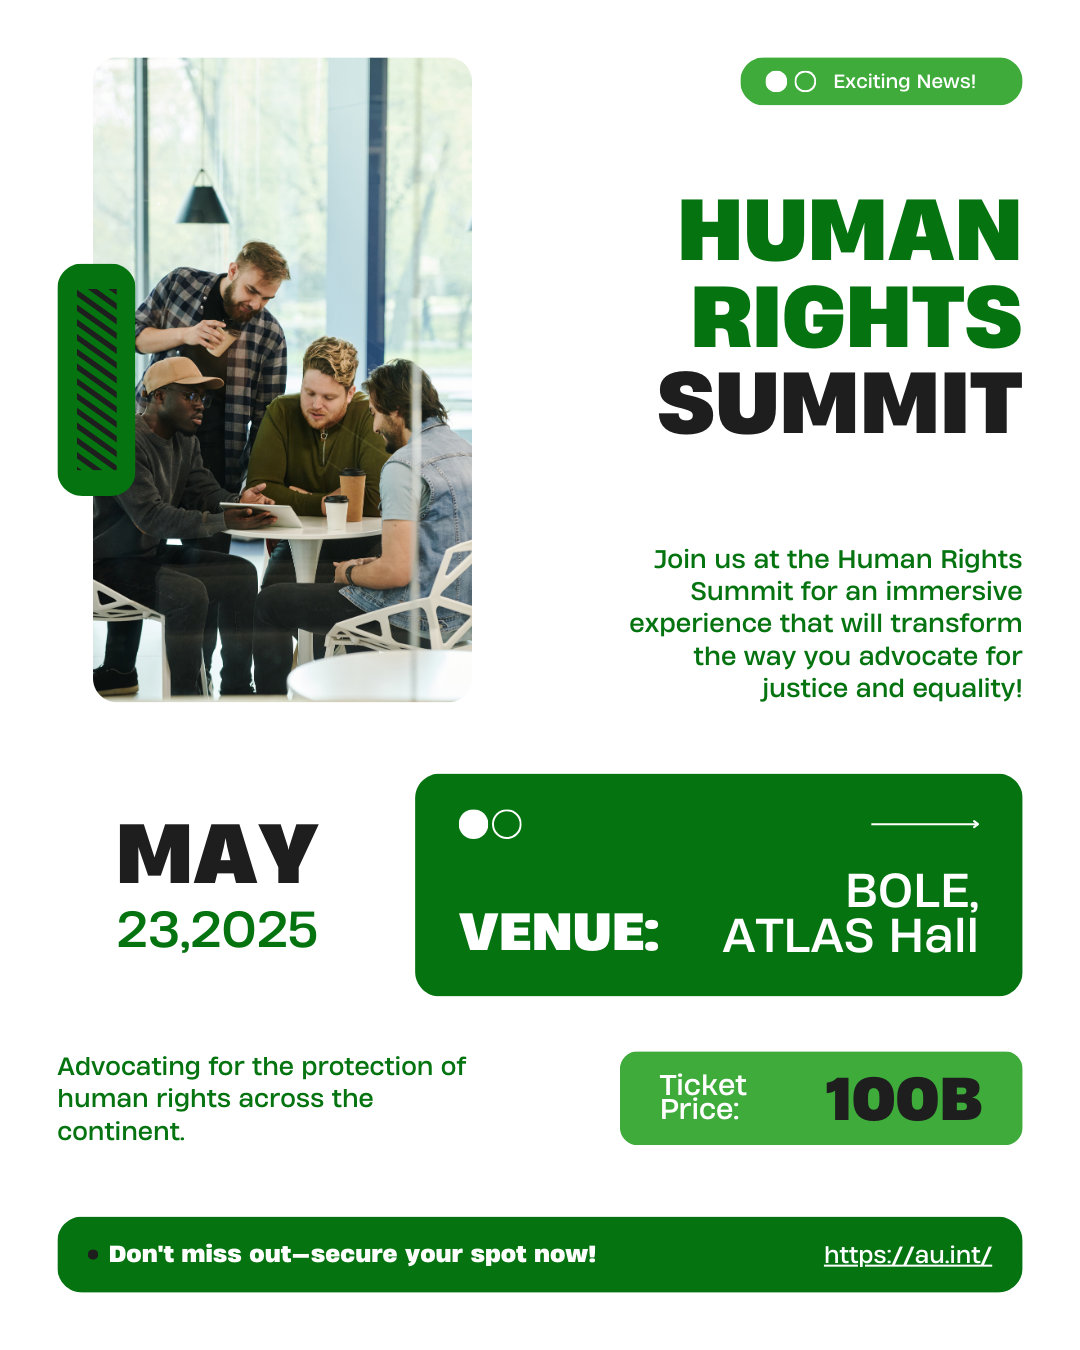 Exciting News!
HUMAN
RIGHTS
SUMMIT
Join us at the Human Rights
Summit for an immersive
experience that will transform
the way you advocate for
justice and equality!
MAY
23,2025
VENUE:
BOLE,
ATLAS Hall
Advocating for the protection of
human rights across the
continent.
Ticket
Price:
100B
Don't miss out—secure your spot now!
https://au.int/